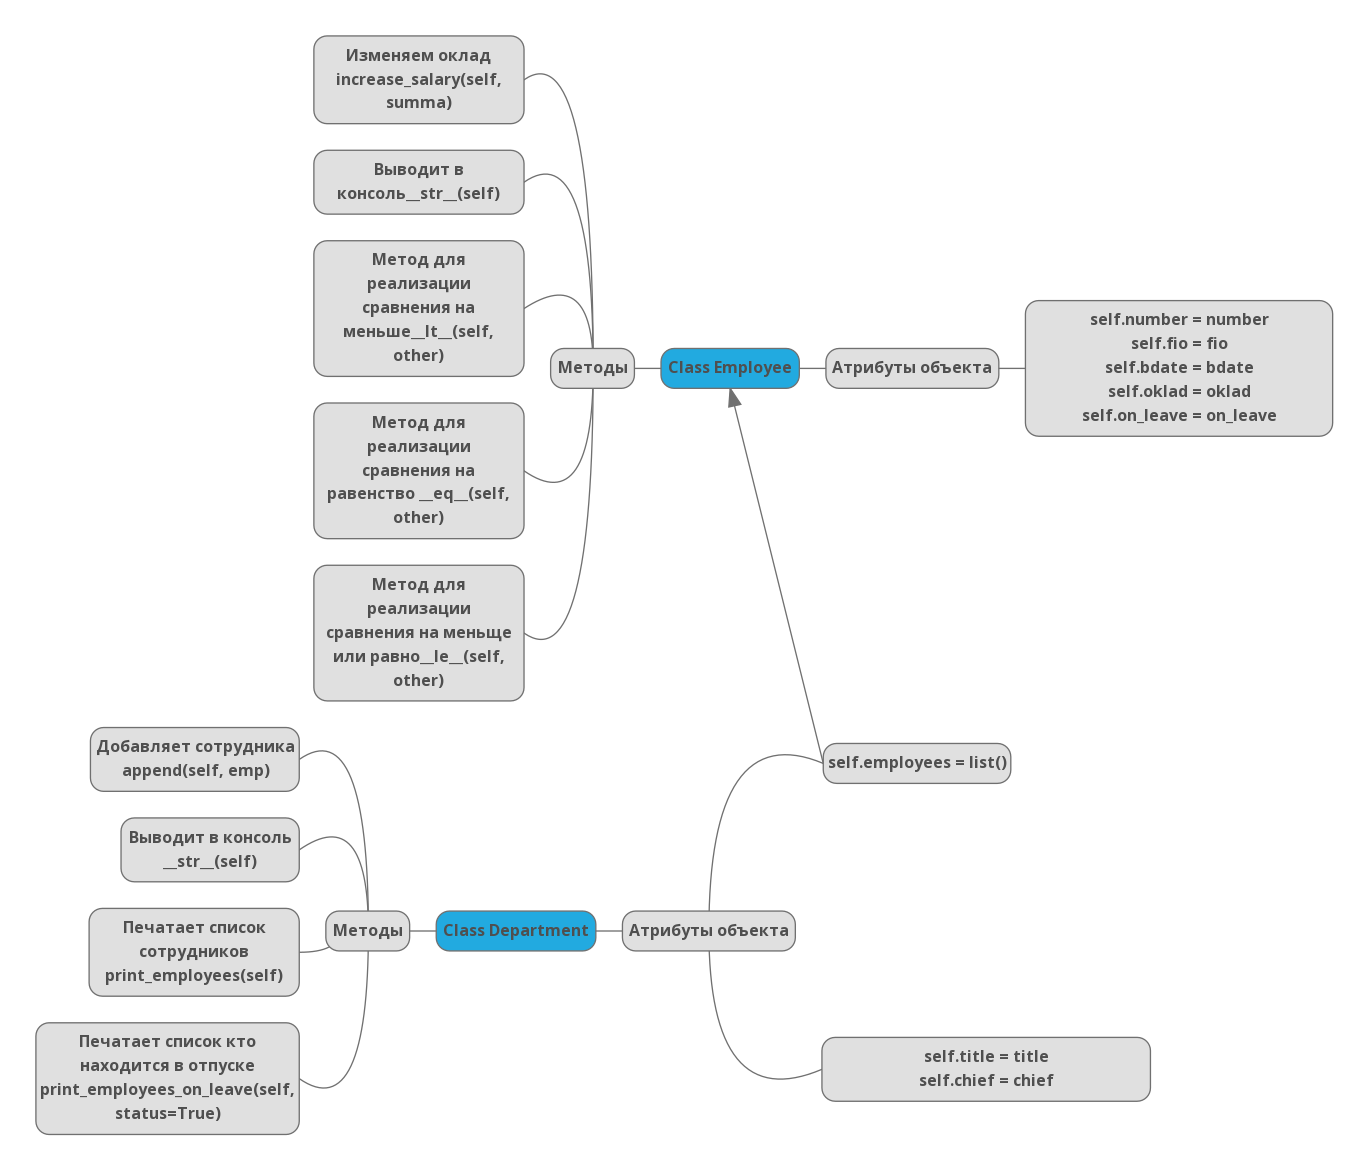 Изменяем оклад
increase_salary(self,
summa)
Выводит в
консоль__str__(self)
Метод для
реализации
сравнения на
меньше__lt__(self,
other)
Метод для
реализации
сравнения на
равенство __eq__(self,
other)
Метод для
реализации
сравнения на меньще
или равно__le__(self,
other)
Методы
Class Employee
Атрибуты объекта
self.number = number
self.fio = fio
self.bdate = bdate
self.oklad = oklad
self.on_leave = on_leave
Добавляет сотрудника
append(self, emp)
Выводит в консоль
__str__(self)
Печатает список
сотрудников
print_employees(self)
Печатает список кто
находится в отпуске
print_employees_on_leave(self,
status=True)
Методы
Class Department
Атрибуты объекта
self.employees = list()
self.title = title
self.chief = chief